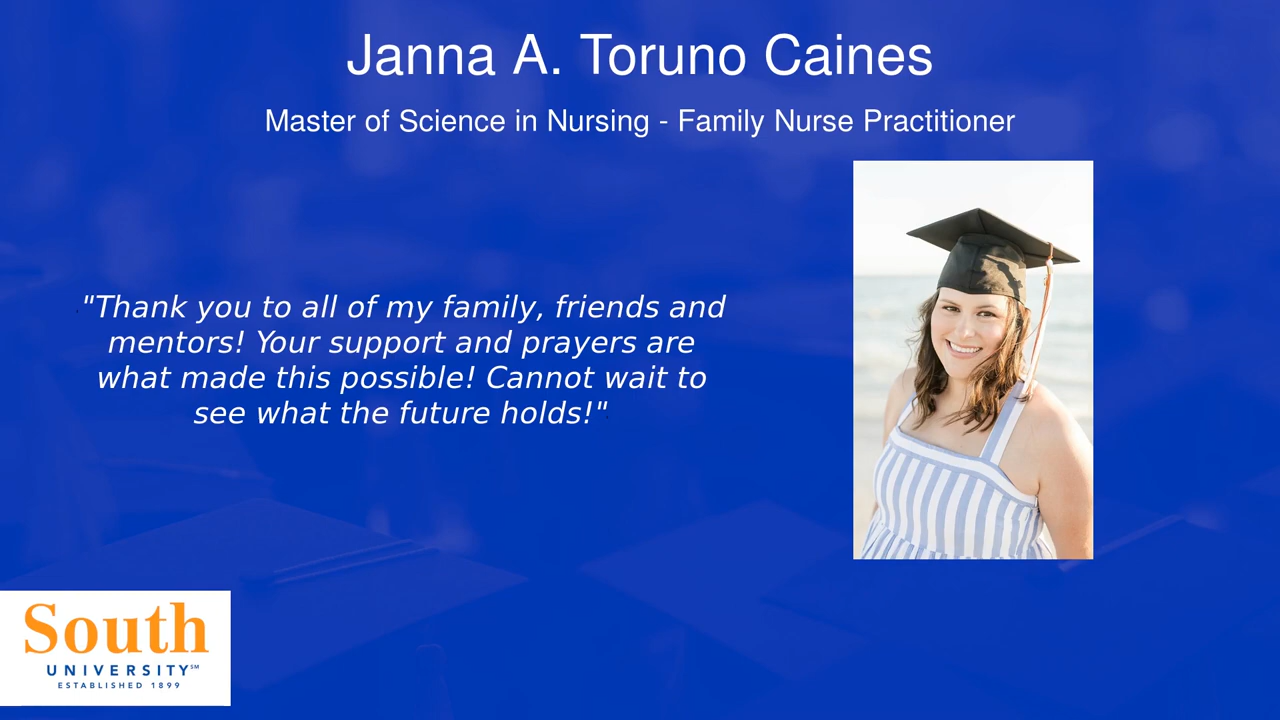 Janna A. Toruno Caines
Master of Science in Nursing - Family Nurse Practitioner
"Thank you to all of my family, friends and
mentors! Your support and prayers are
what made this possible! Cannot wait to
see what the future holds!"
South
UNIVERSITY℠
ESTABLISHED 1899